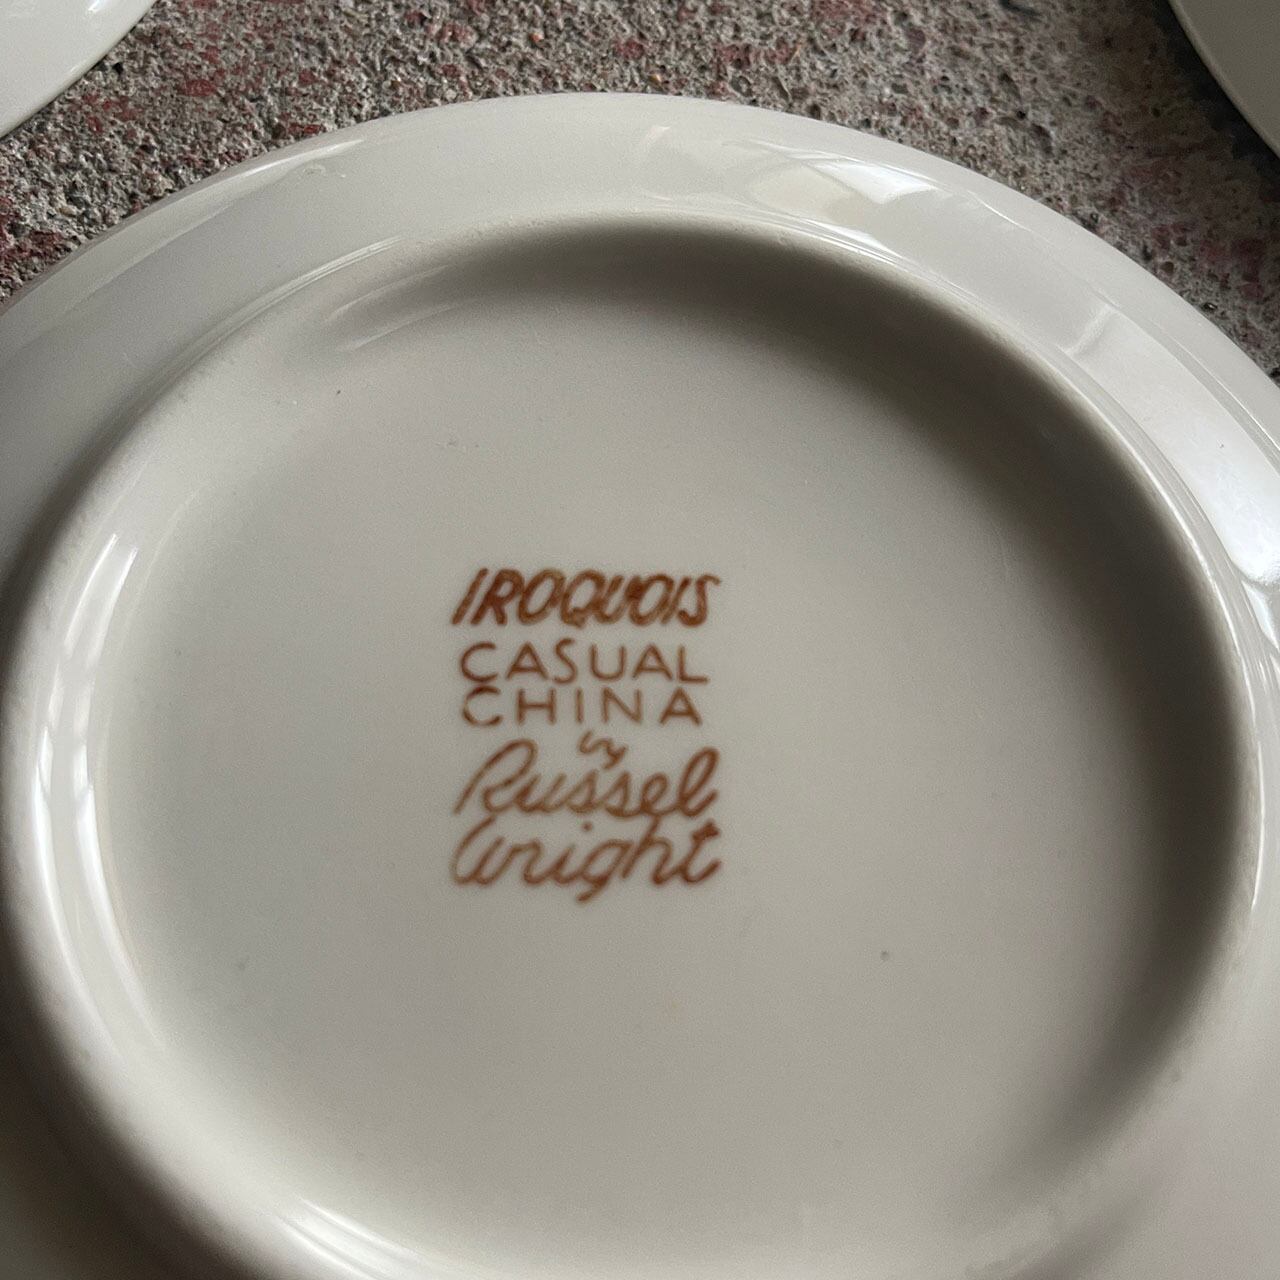 IROQUOIS
CASUAL
CHINA
by
Russel
Wright